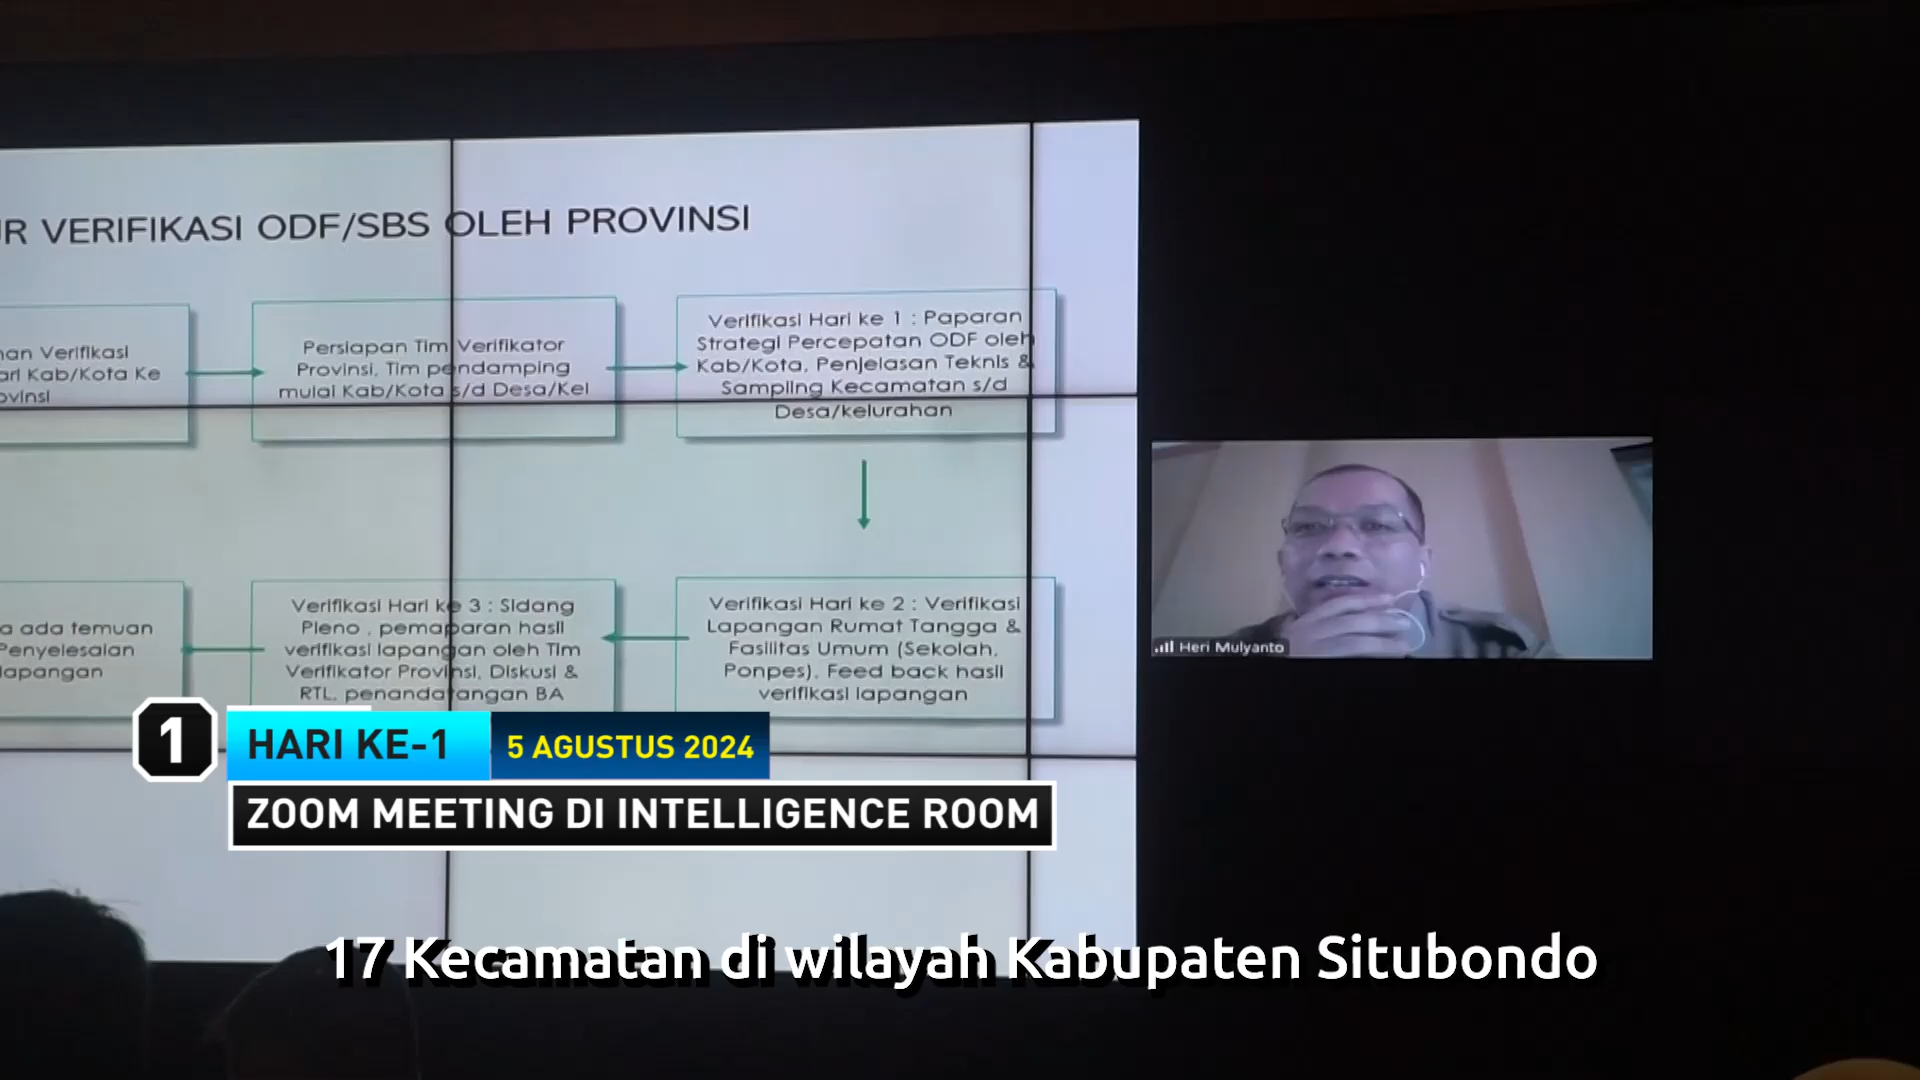 R VERIFIKASI ODF/SBS OLEH PROVINSI
an Verifikasi
ari Kab/Kota Ke
ovinsi
Persiapan Tim Verifikator
Provinsi, Tim pendamping
mulai Kab/Kota s/d Desa/Kel
Verifikasi Hari ke 1 : Paparan
Strategi Percepatan ODF oleh
Kab/Kota, Penjelasan Teknis &
Sampling Kecamatan s/d
Desa/kelurahan
a ada temuan
Penyelesaian
lapangan
Verifikasi Hari ke 3 : Sidang
Pleno , pemaparan hasil
verifikasi lapangan oleh Tim
Verifikator Provinsi, Diskusi &
RTL, penandatangan BA
Verifikasi Hari ke 2 : Verifikasi
Lapangan Rumat Tangga &
Fasilitas Umum (Sekolah,
Ponpes), Feed back hasil
verifikasi lapangan
Heri Mulyanto
1 HARI KE-1 5 AGUSTUS 2024
ZOOM MEETING DI INTELLIGENCE ROOM
17 Kecamatan di wilayah Kabupaten Situbondo